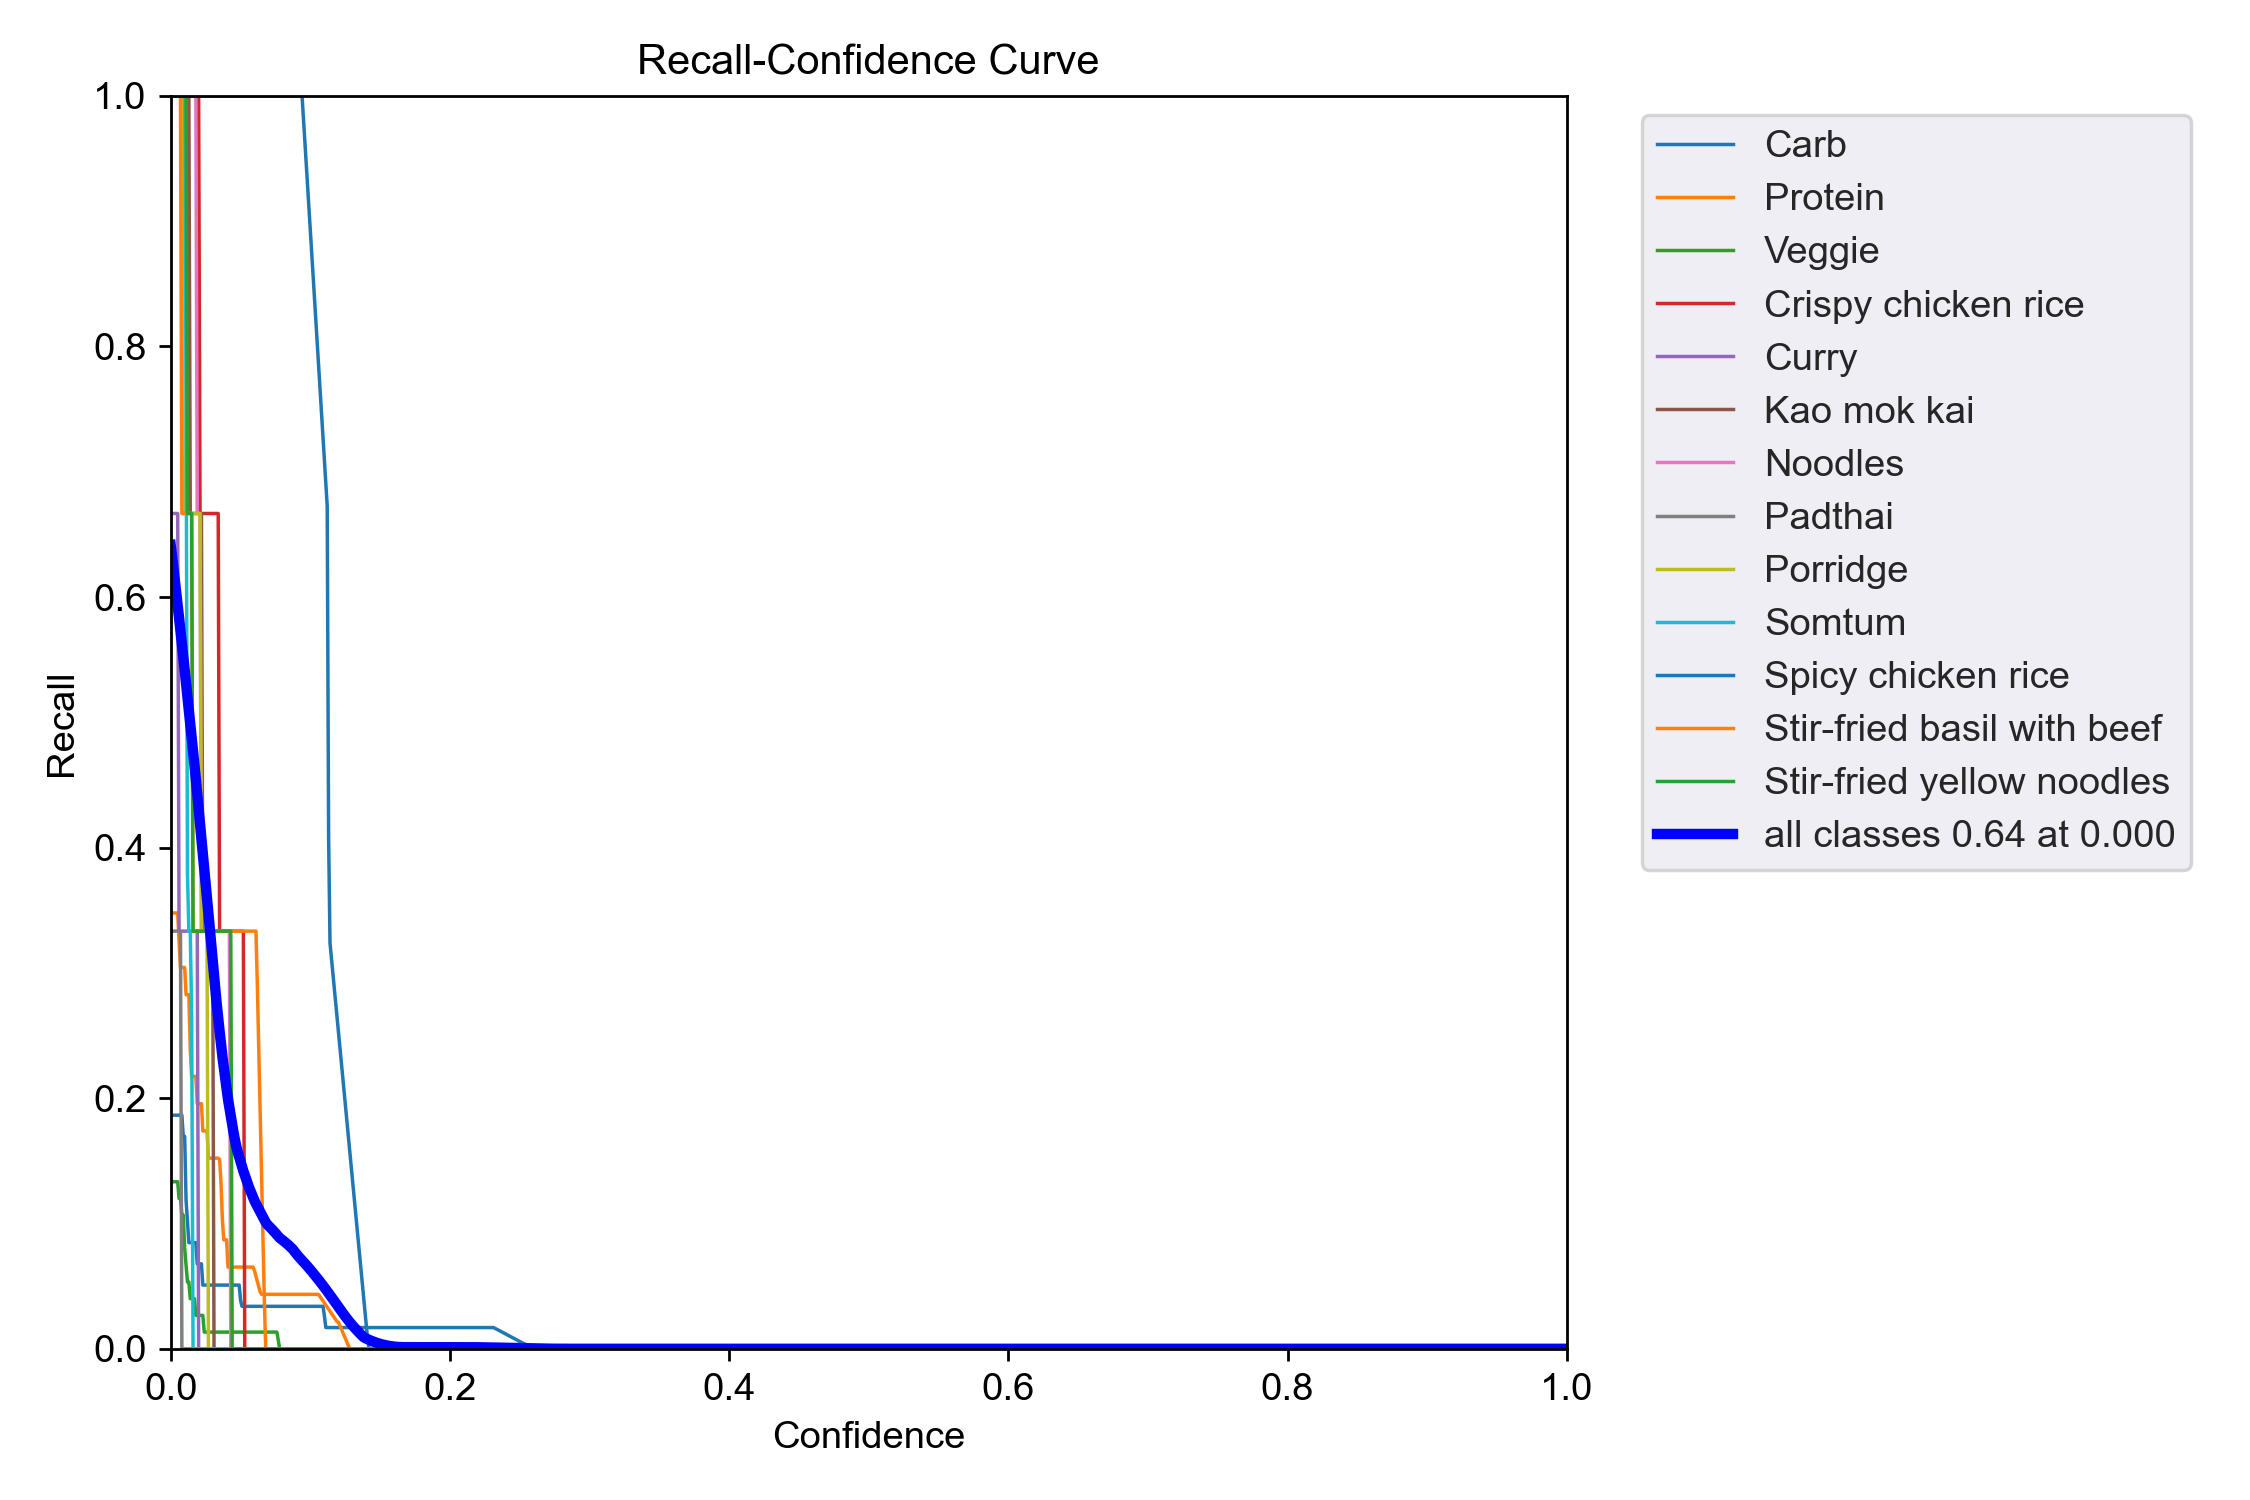 Recall-Confidence Curve
1.0
0.8
0.6
0.4
0.2
0.0
Recall
0.0 0.2 0.4 0.6 0.8 1.0
Confidence
Carb
Protein
Veggie
Crispy chicken rice
Curry
Kao mok kai
Noodles
Padthai
Porridge
Somtum
Spicy chicken rice
Stir-fried basil with beef
Stir-fried yellow noodles
all classes 0.64 at 0.000